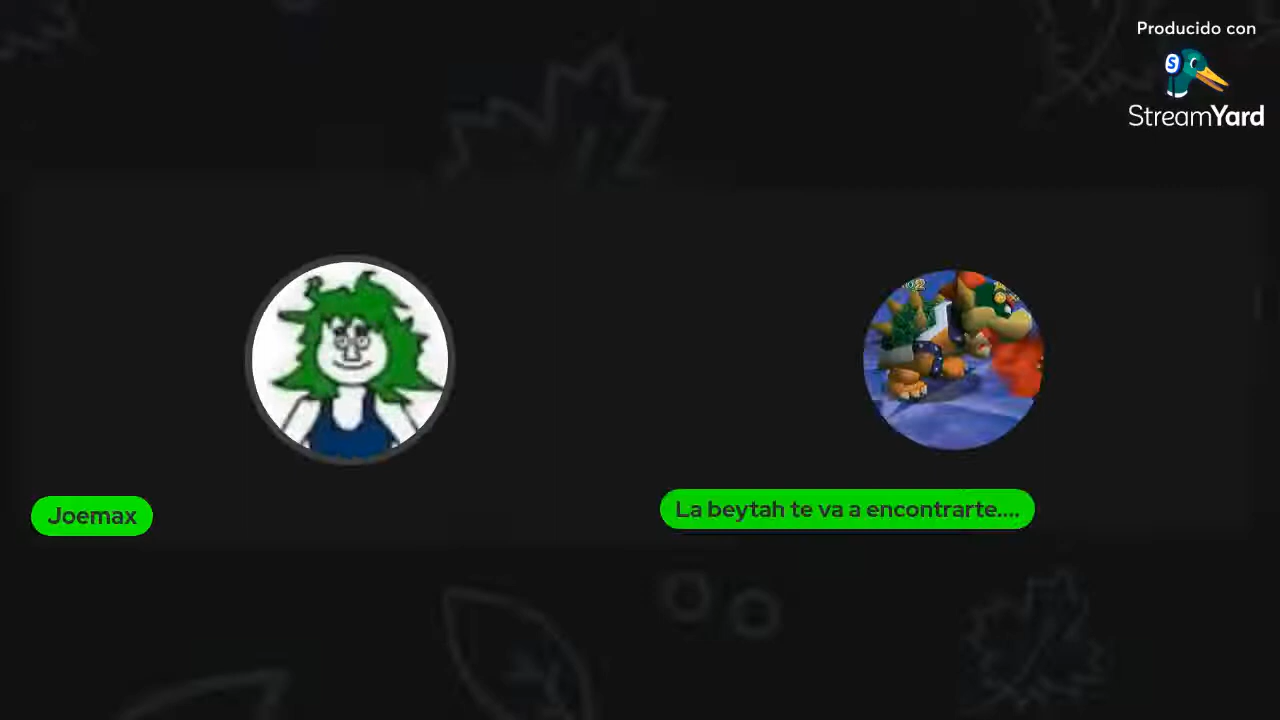 Producido con
StreamYard
Joemax
La beytah te va a encontrarte....